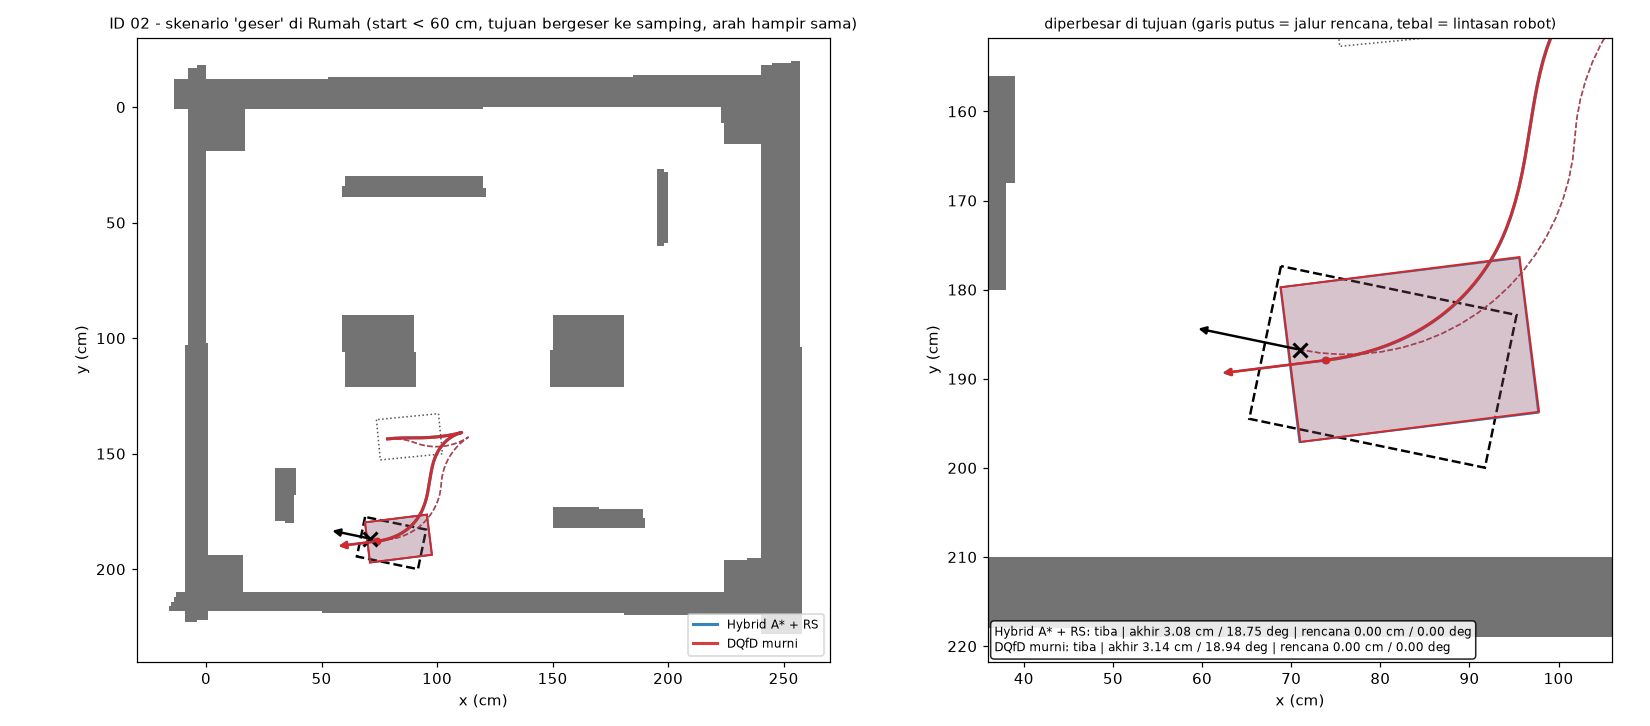 ID 02 - skenario 'geser' di Rumah (start < 60 cm, tujuan bergeser ke samping, arah hampir sama)
0
50
100
150
200
y (cm)
0
50
100
150
200
250
x (cm)
Hybrid A* + RS
DQfD murni
diperbesar di tujuan (garis putus = jalur rencana, tebal = lintasan robot)
160
170
180
190
200
210
220
y (cm)
Hybrid A* + RS: tiba | akhir 3.08 cm / 18.75 deg | rencana 0.00 cm / 0.00 deg
DQfD murni: tiba | akhir 3.14 cm / 18.94 deg | rencana 0.00 cm / 0.00 deg
40
50
60
70
80
90
100
x (cm)